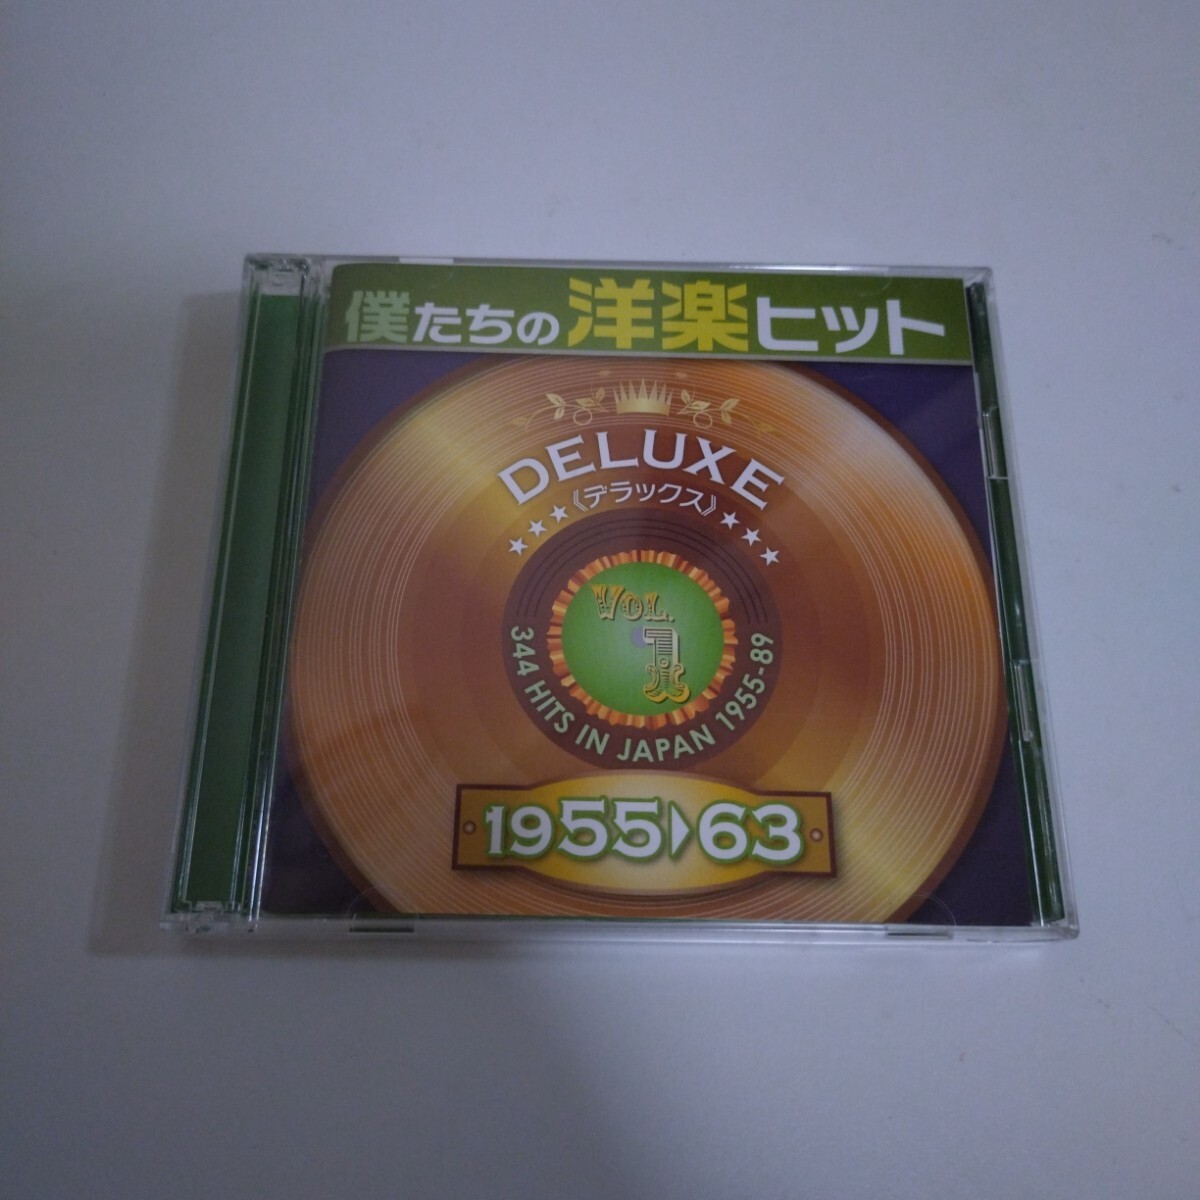 僕たちの洋楽ヒット
DELUXE
★★★《デラックス》★★★
VOL.
1
344 HITS IN JAPAN 1955-89
1955▶63